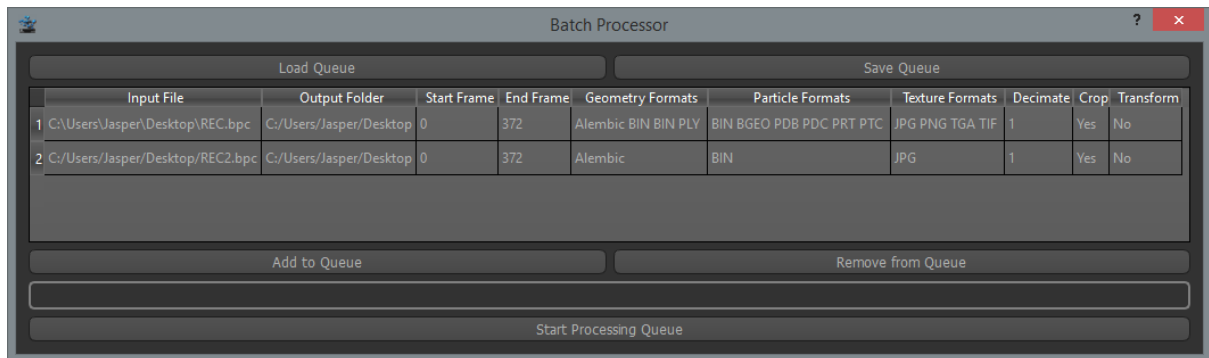 Batch Processor ? ×
Load Queue Save Queue
Input File Output Folder Start Frame End Frame Geometry Formats Particle Formats Texture Formats Decimate Crop Transform
1 C:\Users\Jasper\Desktop\REC.bpc C:/Users/Jasper/Desktop 0 372 Alembic BIN BIN PLY BIN BGEO PDB PDC PRT PTC JPG PNG TGA TIF 1 Yes No
2 C:/Users/Jasper/Desktop/REC2.bpc C:/Users/Jasper/Desktop 0 372 Alembic BIN JPG 1 Yes No
Add to Queue Remove from Queue
Start Processing Queue